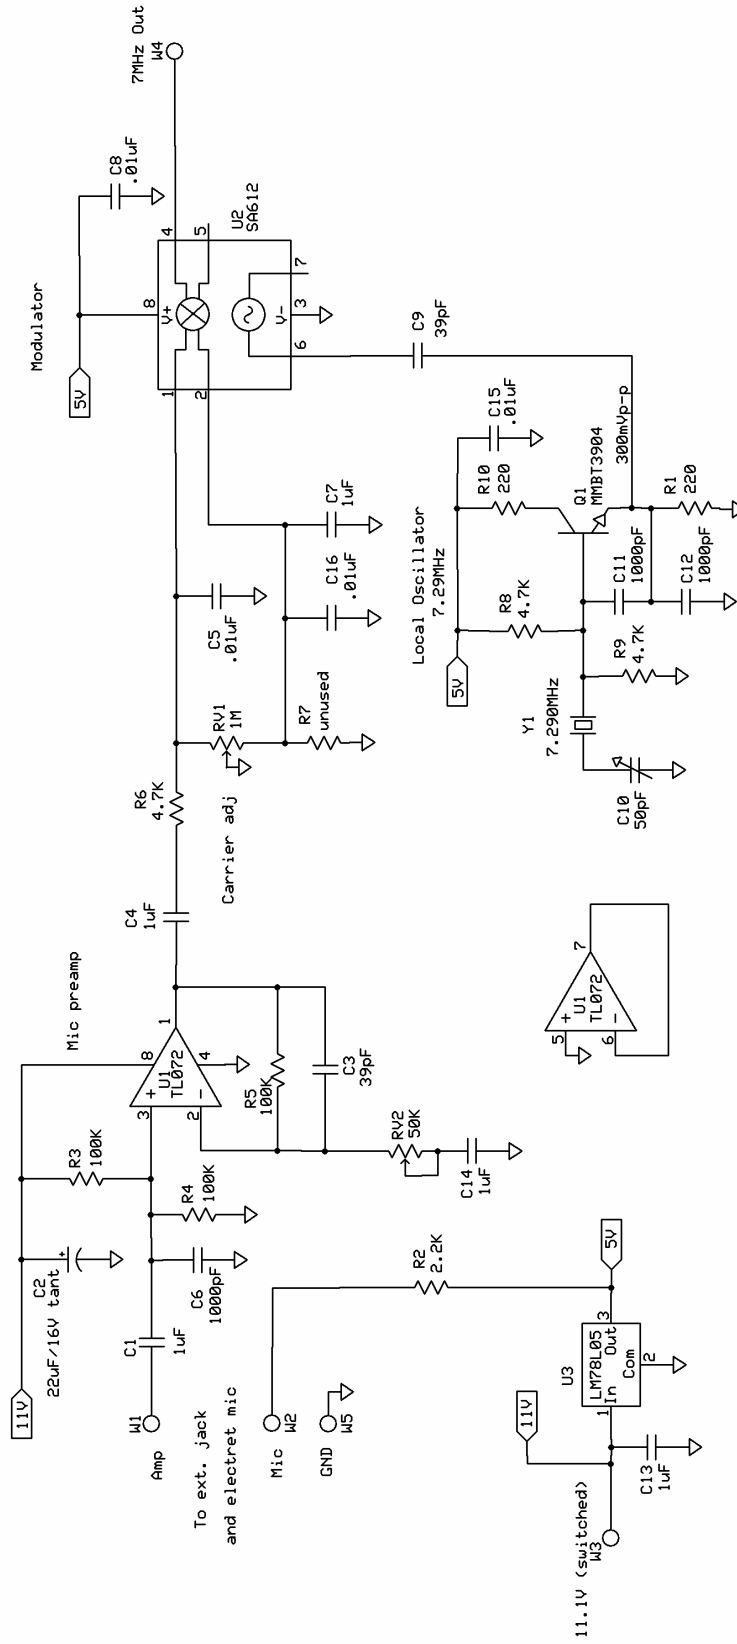 Mic preamp
11V
C2
22uF/16V tant
R3
100K
R4
100K
C6
1000pF
C1
1uF
W1
Amp
To ext. jack
and electret mic
Mic
W2
GND
W5
3
2
8
4
1
+
-
U1
TL072
R5
100K
C3
39pF
RV2
50K
C14
1uF
C4
1uF
R6
4.7K
Carrier adj
RV1
1M
R7
unused
C5
.01uF
C16
.01uF
C7
1uF
Modulator
5V
C8
.01uF
7MHz Out
W4
U2
SA612
1
2
8
V+
4
5
6
3
V-
7
C9
39pF
Local Oscillator
7.29MHz
5V
R8
4.7K
R10
220
C15
.01uF
Q1
MMBT3904
300mVp-p
R1
220
C11
1000pF
C12
1000pF
R9
4.7K
Y1
7.290MHz
C10
50pF
5
6
7
+
-
U1
TL072
R2
2.2K
5V
U3
LM78L05
In
Out
Com
1
3
2
11V
C13
1uF
11.1V (switched)
W3